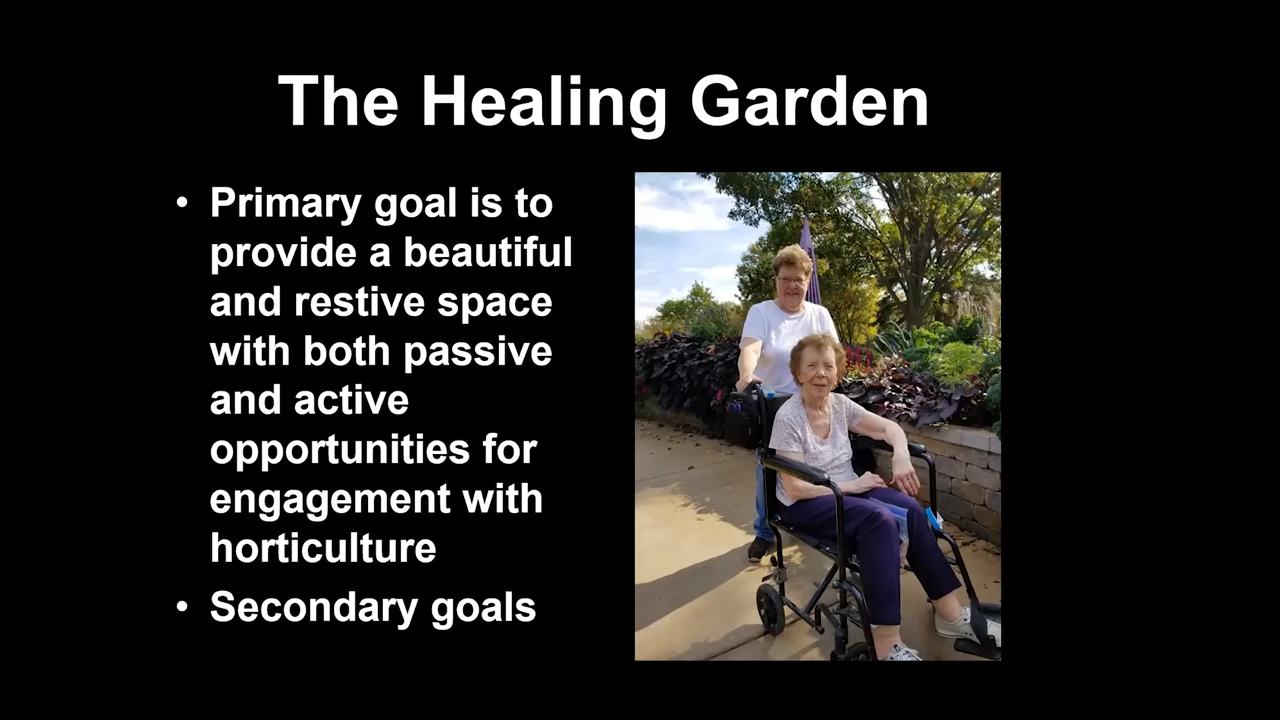 The Healing Garden
• Primary goal is to
provide a beautiful
and restive space
with both passive
and active
opportunities for
engagement with
horticulture
• Secondary goals